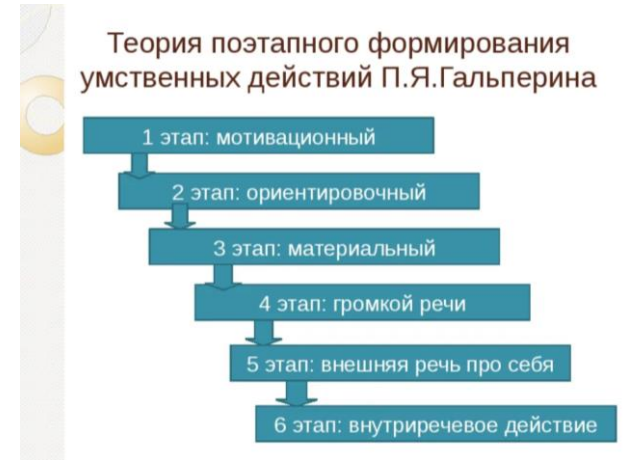 Теория поэтапного формирования
умственных действий П.Я.Гальперина
1 этап: мотивационный
2 этап: ориентировочный
3 этап: материальный
4 этап: громкой речи
5 этап: внешняя речь про себя
6 этап: внутриречевое действие